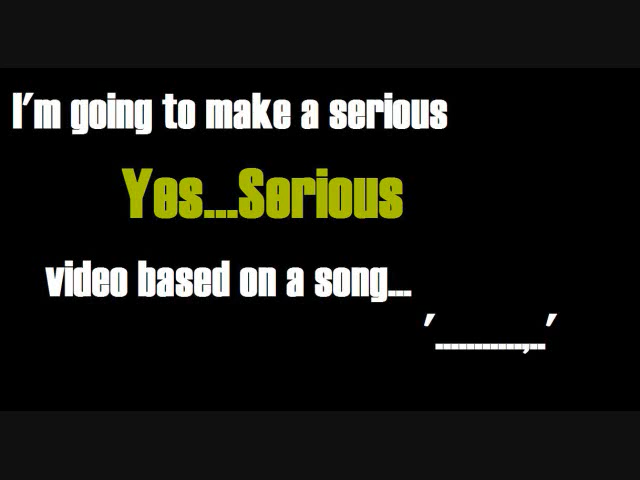 I'm going to make a serious
Yes...Serious
video based on a song...
'...........,..'